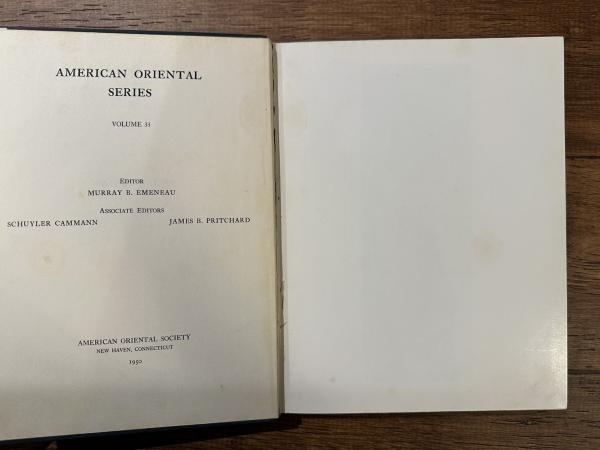 AMERICAN ORIENTAL
SERIES
VOLUME 33
EDITOR
MURRAY B. EMENEAU
ASSOCIATE EDITORS
SCHUYLER CAMMANN JAMES B. PRITCHARD
AMERICAN ORIENTAL SOCIETY
NEW HAVEN, CONNECTICUT
1950